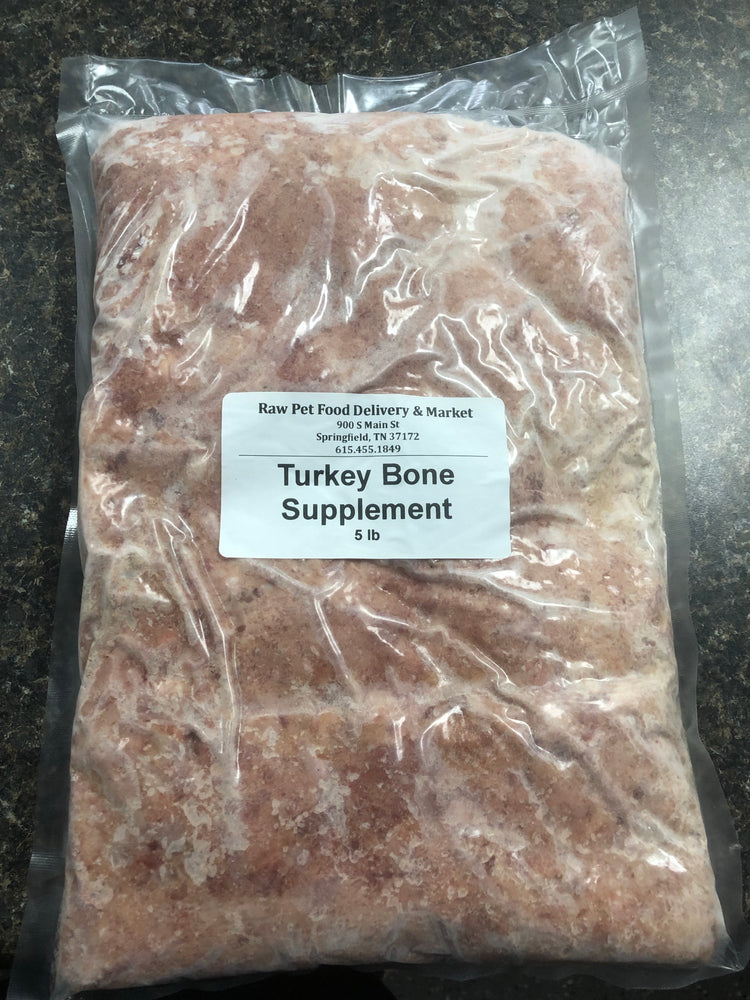 Raw Pet Food Delivery & Market
900 S Main St
Springfield, TN 37172
615.455.1849
Turkey Bone
Supplement
5 lb